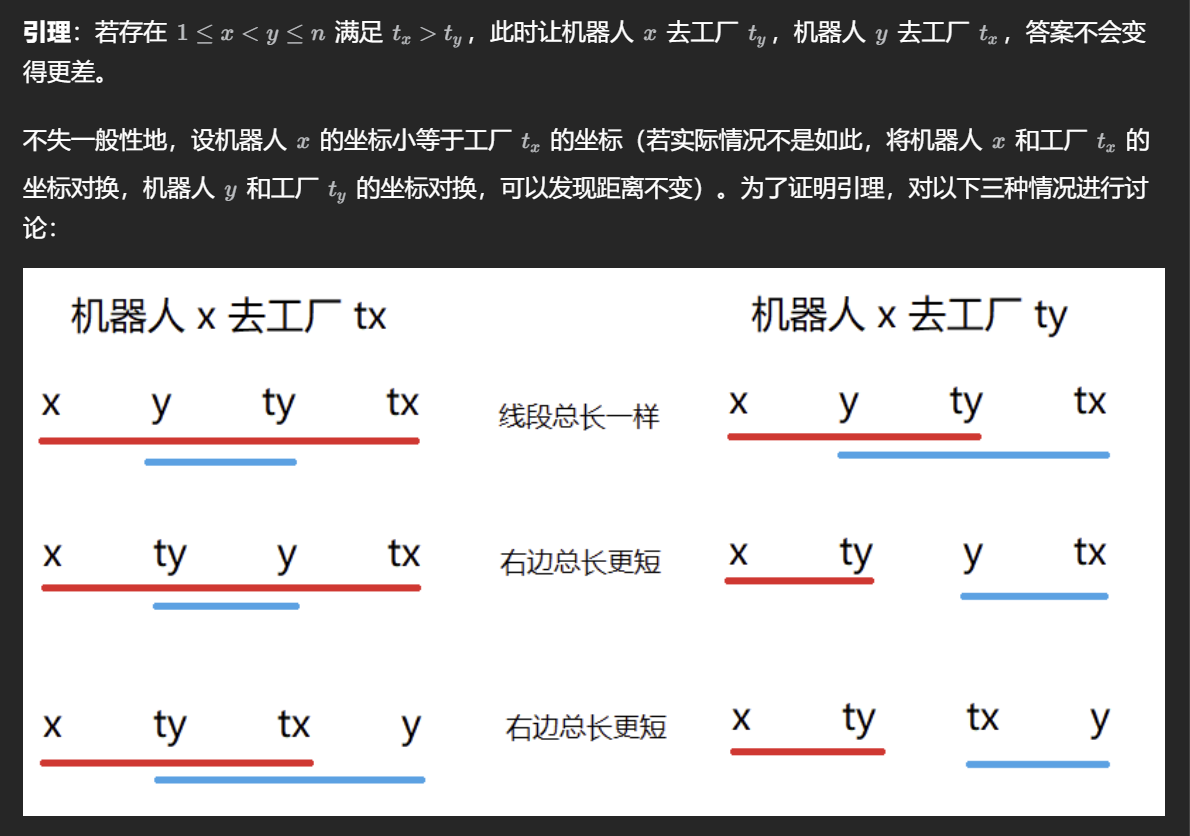 引理：若存在 1 ≤ x < y ≤ n 满足 tₓ > t_y，此时让机器人 x 去工厂 t_y，机器人 y 去工厂 tₓ，答案不会变
得更差。
不失一般性地，设机器人 x 的坐标小等于工厂 tₓ 的坐标（若实际情况不是如此，将机器人 x 和工厂 tₓ 的
坐标对换，机器人 y 和工厂 t_y 的坐标对换，可以发现距离不变）。为了证明引理，对以下三种情况进行讨
论：
机器人 x 去工厂 tx 机器人 x 去工厂 ty
x y ty tx 线段总长一样 x y ty tx
x ty y tx 右边总长更短 x ty y tx
x ty tx y 右边总长更短 x ty tx y